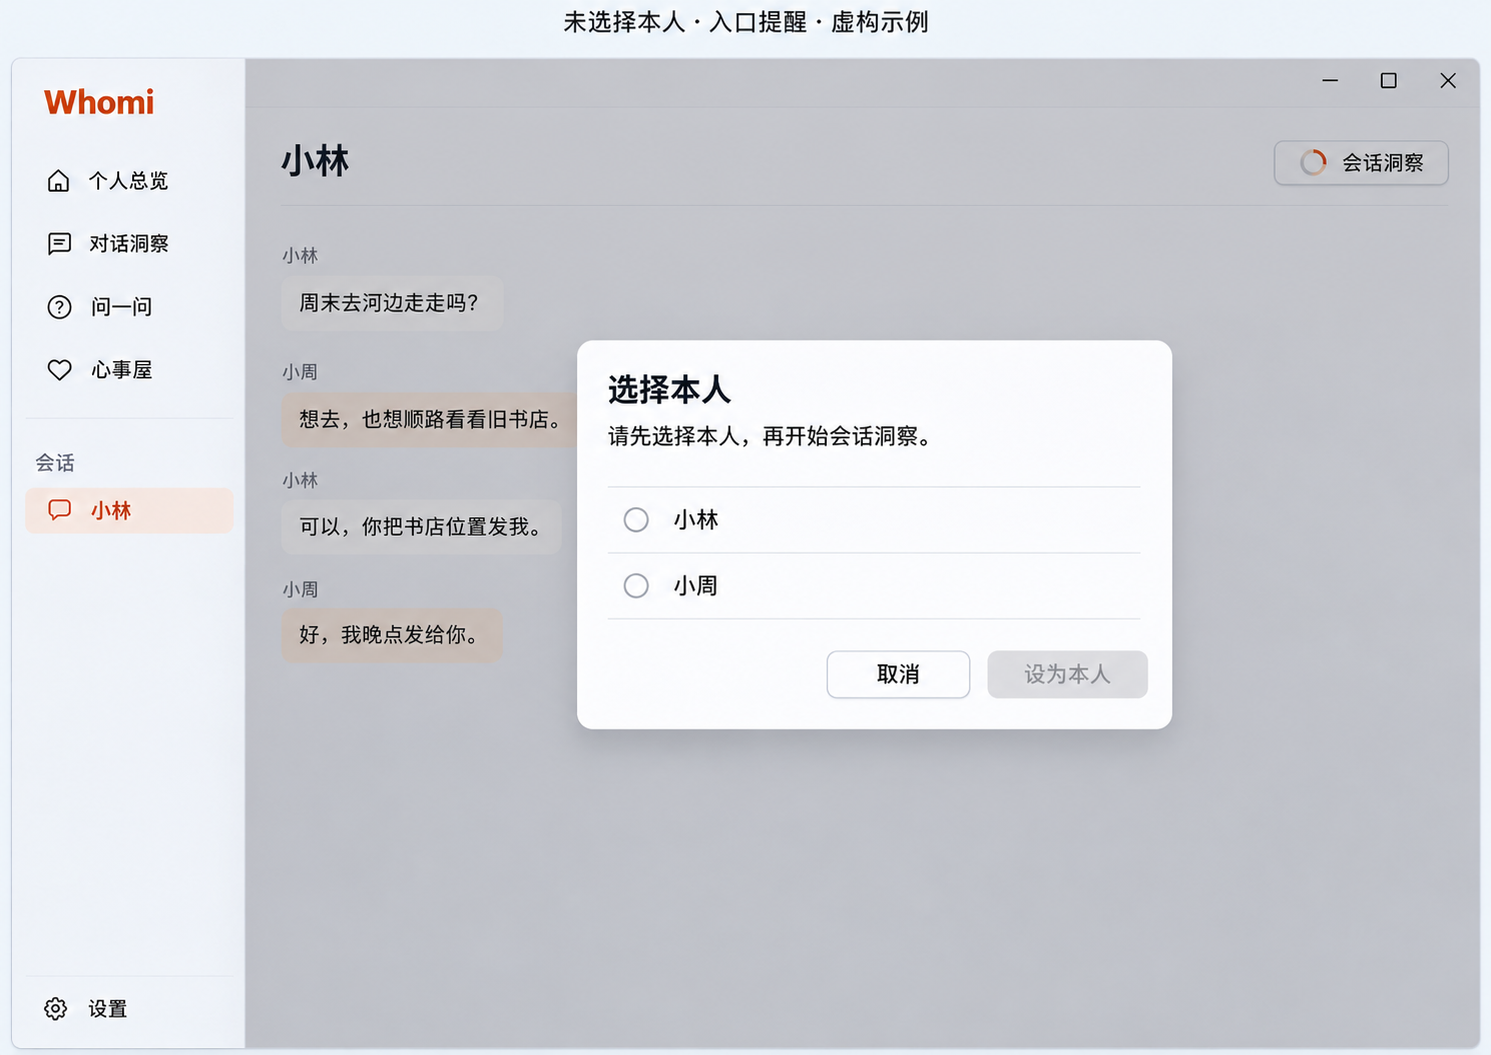 未选择本人 · 入口提醒 · 虚构示例
Whomi
个人总览
对话洞察
问一问
心事屋
会话
小林
设置
小林
会话洞察
小林
周末去河边走走吗？
小周
想去，也想顺路看看旧书店。
小林
可以，你把书店位置发我。
小周
好，我晚点发给你。
选择本人
请先选择本人，再开始会话洞察。
小林
小周
取消
设为本人